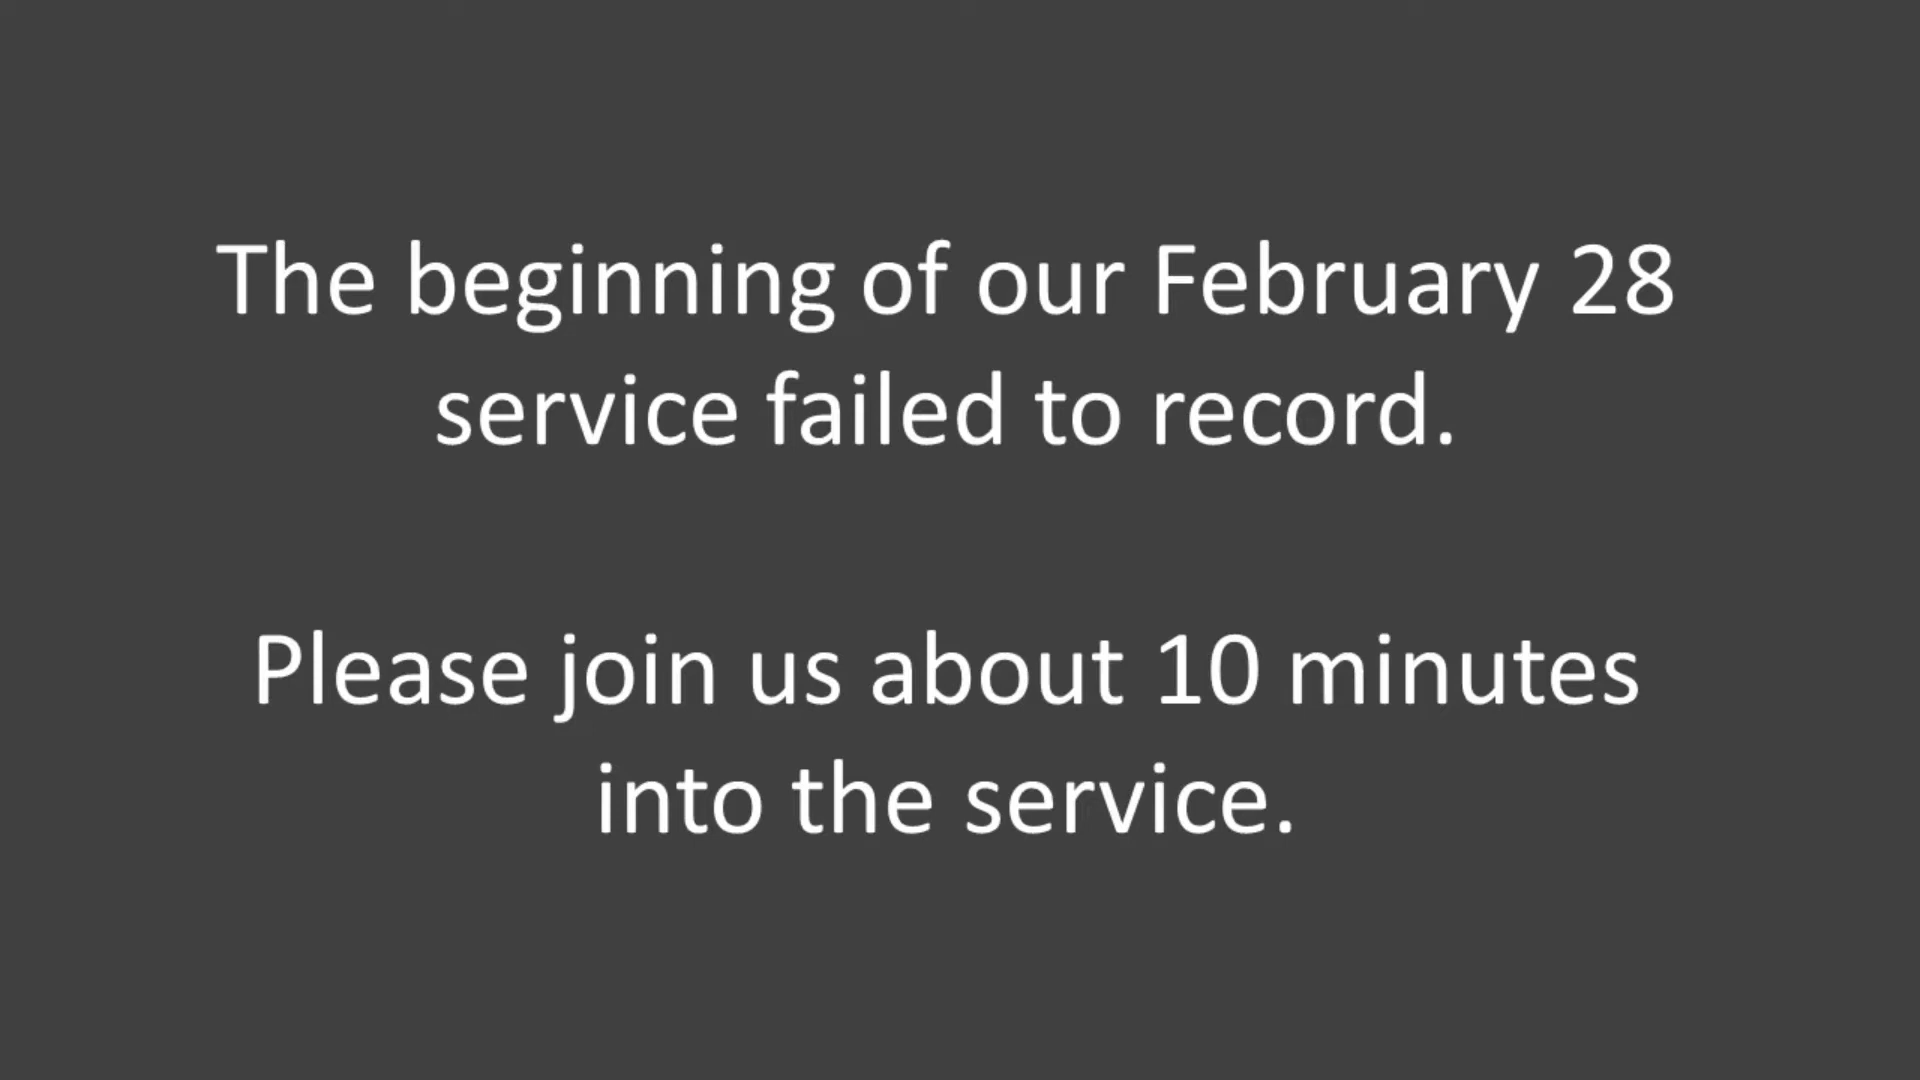 The beginning of our February 28
service failed to record.
Please join us about 10 minutes
into the service.